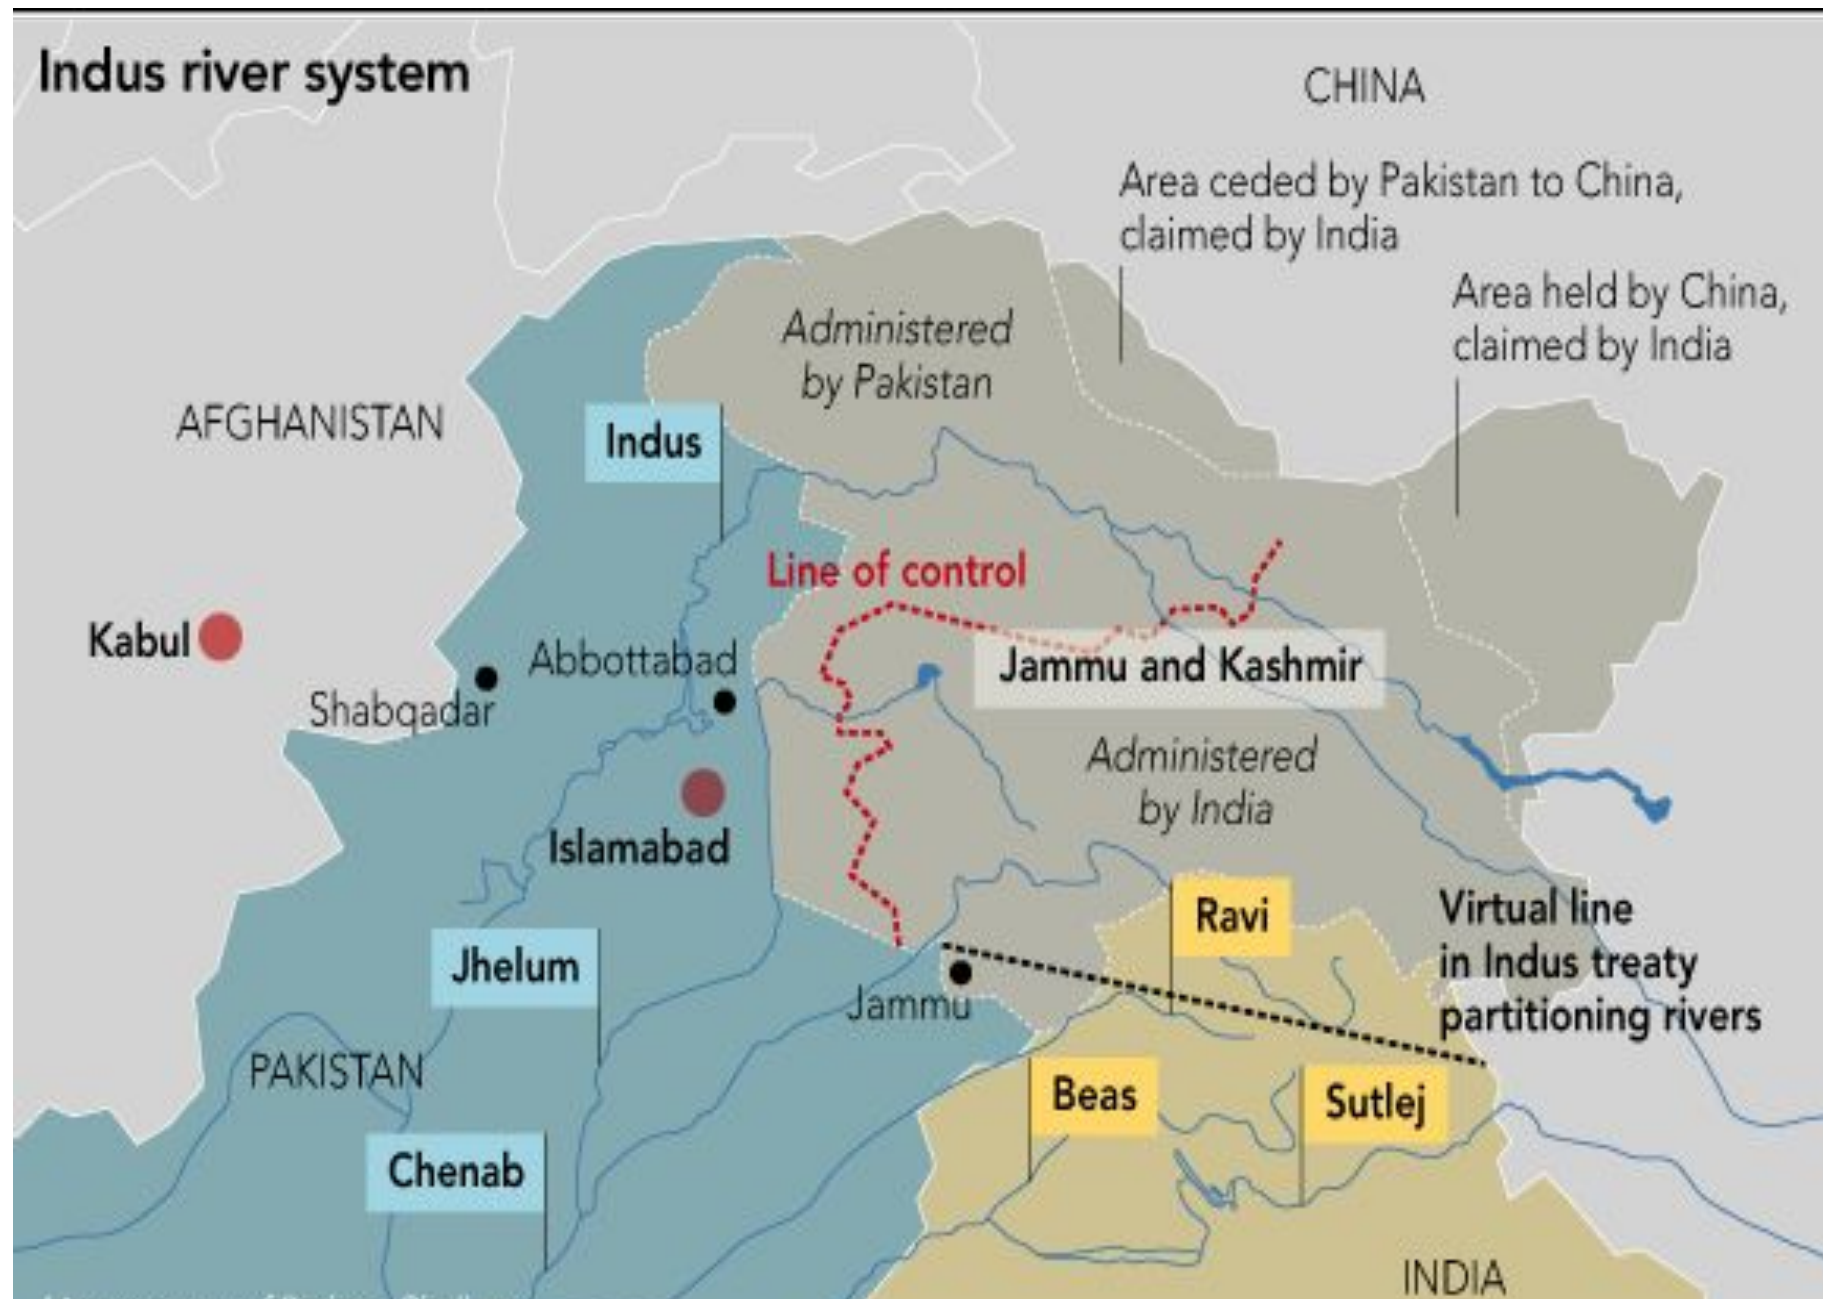 Indus river system
CHINA
Area ceded by Pakistan to China,
claimed by India
Area held by China,
claimed by India
Administered
by Pakistan
AFGHANISTAN
Indus
Line of control
Kabul
Abbottabad
Shabqadar
Jammu and Kashmir
Administered
by India
Islamabad
Ravi
Virtual line
in Indus treaty
partitioning rivers
Jhelum
Jammu
PAKISTAN
Beas
Sutlej
Chenab
INDIA